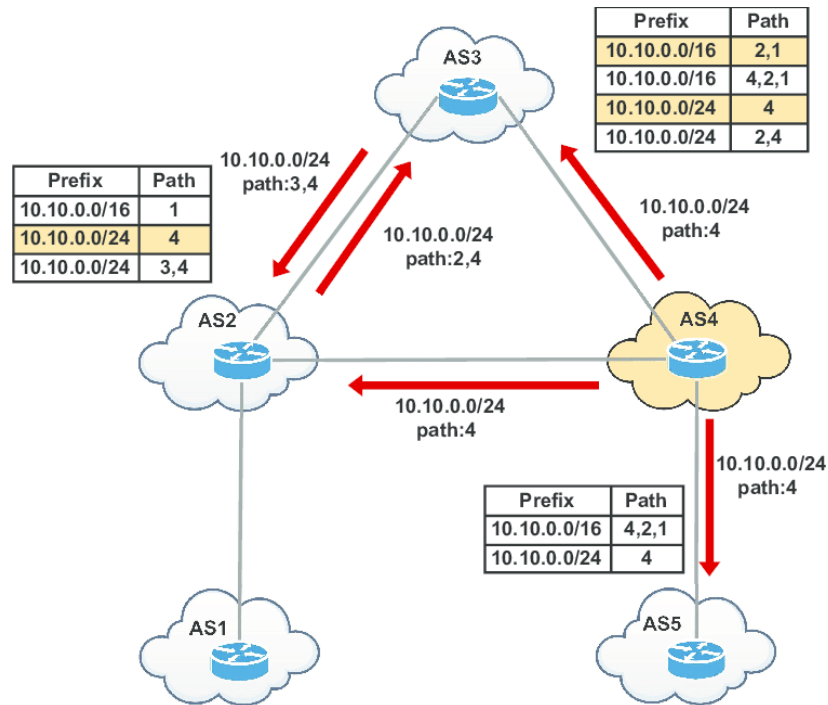 Prefix Path
10.10.0.0/16 2,1
10.10.0.0/16 4,2,1
10.10.0.0/24 4
10.10.0.0/24 2,4
AS3
10.10.0.0/24
path:3,4
Prefix Path
10.10.0.0/16 1
10.10.0.0/24 4
10.10.0.0/24 3,4
10.10.0.0/24
path:2,4
10.10.0.0/24
path:4
AS2
AS4
10.10.0.0/24
path:4
10.10.0.0/24
path:4
Prefix Path
10.10.0.0/16 4,2,1
10.10.0.0/24 4
AS1
AS5